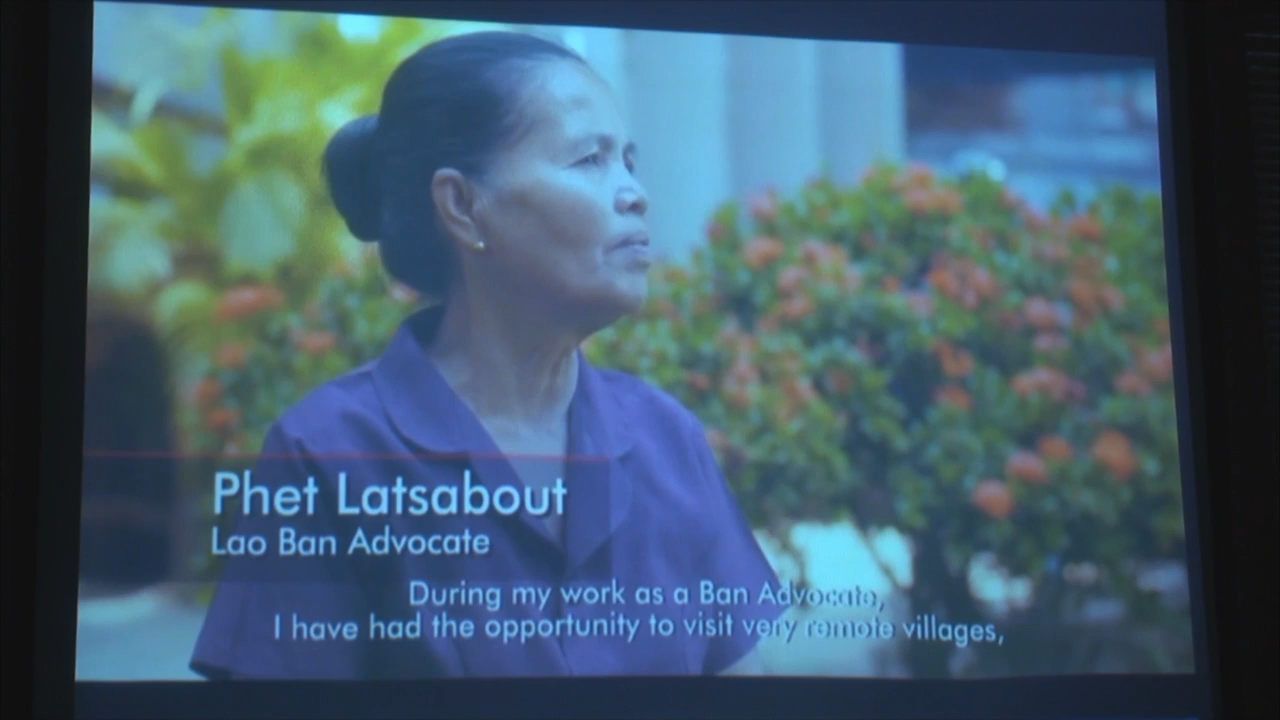 Phet Latsabout
Lao Ban Advocate
During my work as a Ban Advocate,
I have had the opportunity to visit very remote villages,